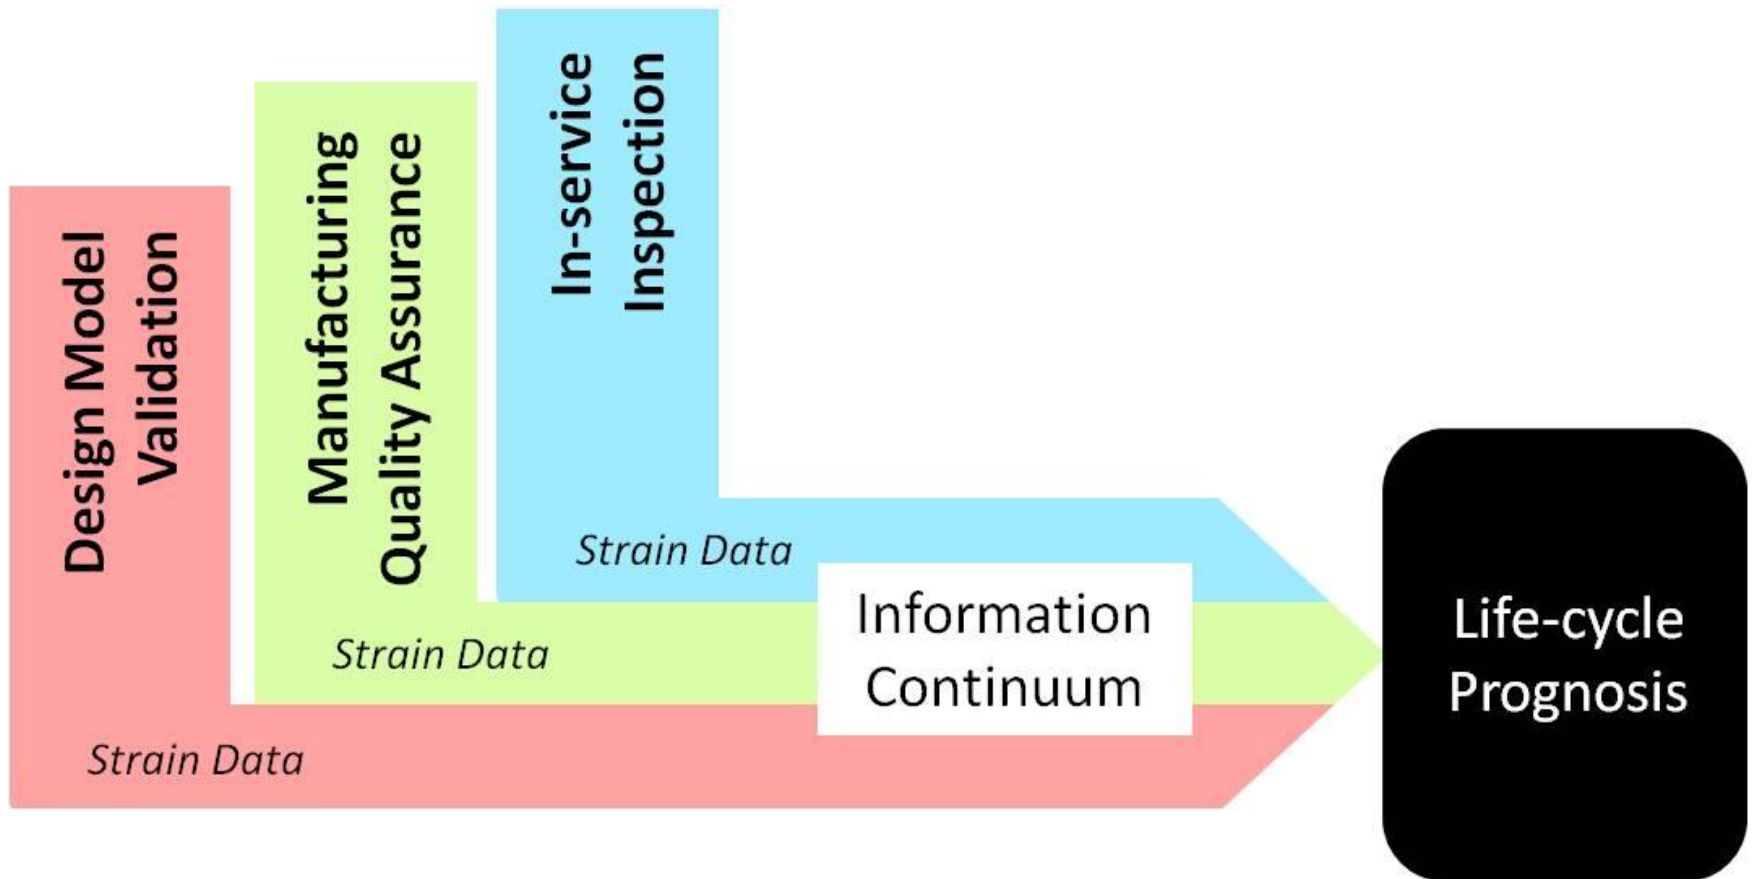 Design Model
Validation
Manufacturing
Quality Assurance
In-service
Inspection
Strain Data
Strain Data
Strain Data
Information
Continuum
Life-cycle
Prognosis